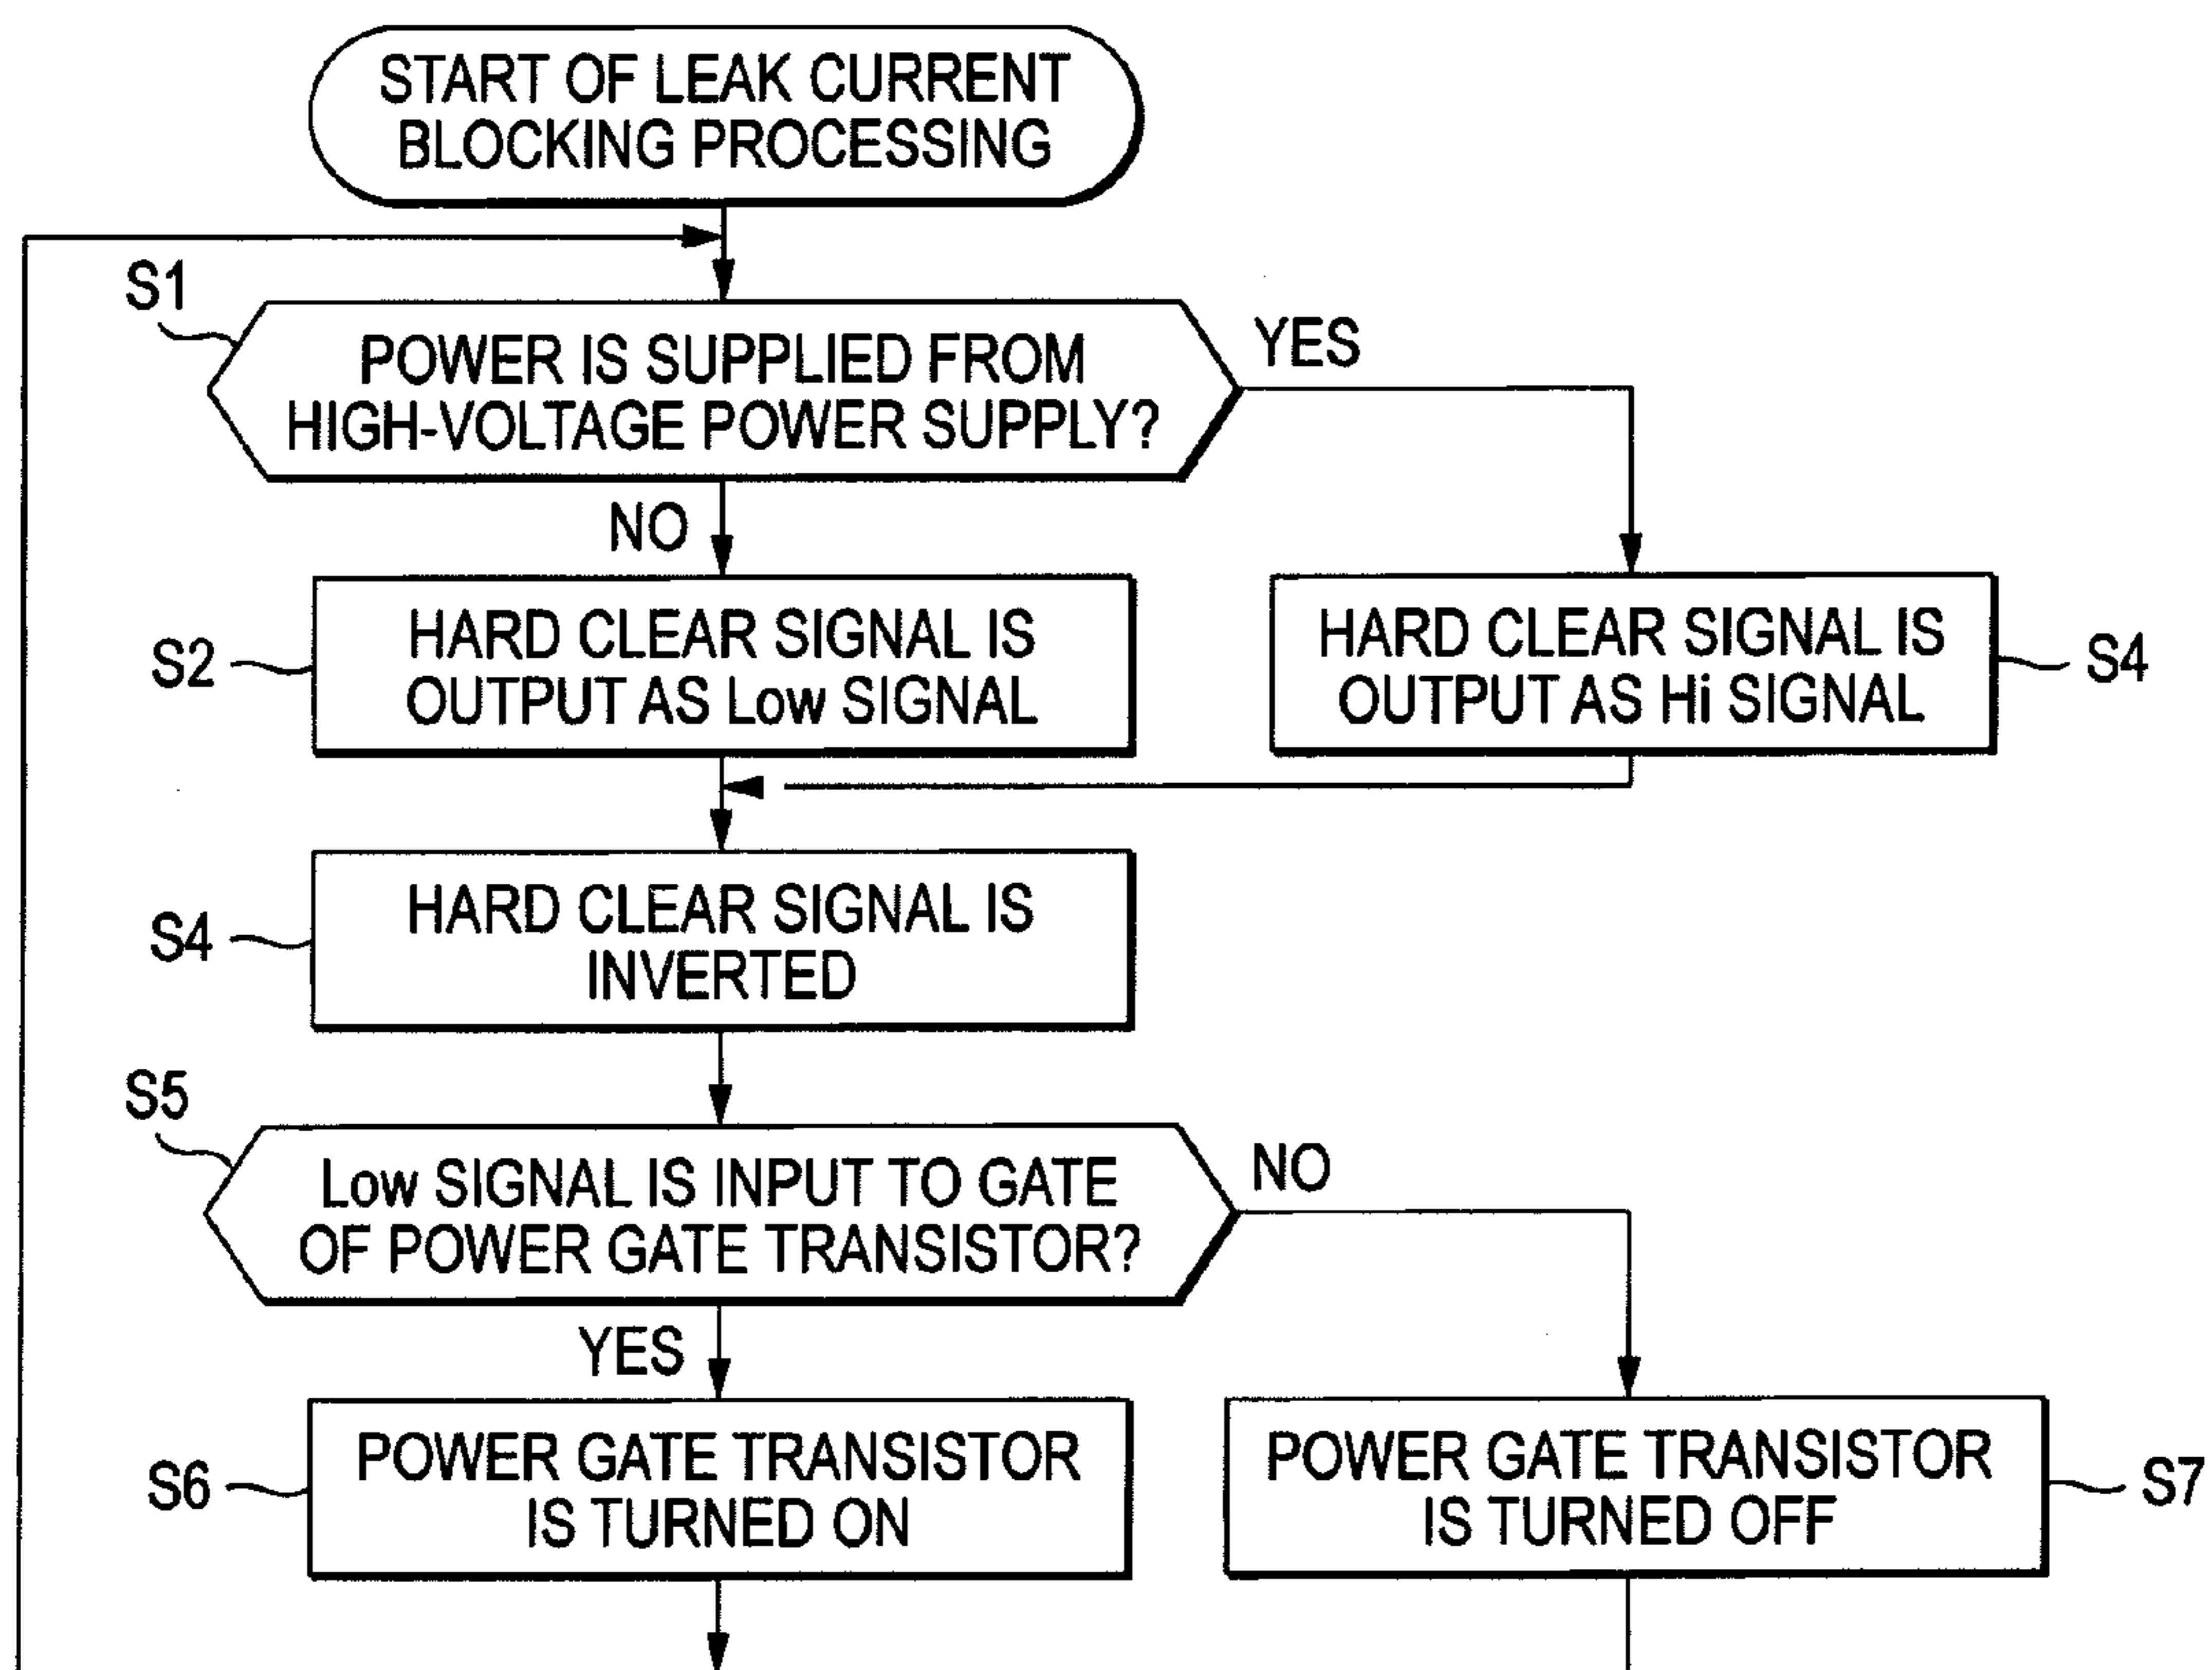 START OF LEAK CURRENT
BLOCKING PROCESSING
S1
POWER IS SUPPLIED FROM
HIGH-VOLTAGE POWER SUPPLY?
YES
NO
S2
HARD CLEAR SIGNAL IS
OUTPUT AS Low SIGNAL
HARD CLEAR SIGNAL IS
OUTPUT AS Hi SIGNAL
S4
S4
HARD CLEAR SIGNAL IS
INVERTED
S5
Low SIGNAL IS INPUT TO GATE
OF POWER GATE TRANSISTOR?
NO
YES
S6
POWER GATE TRANSISTOR
IS TURNED ON
POWER GATE TRANSISTOR
IS TURNED OFF
S7